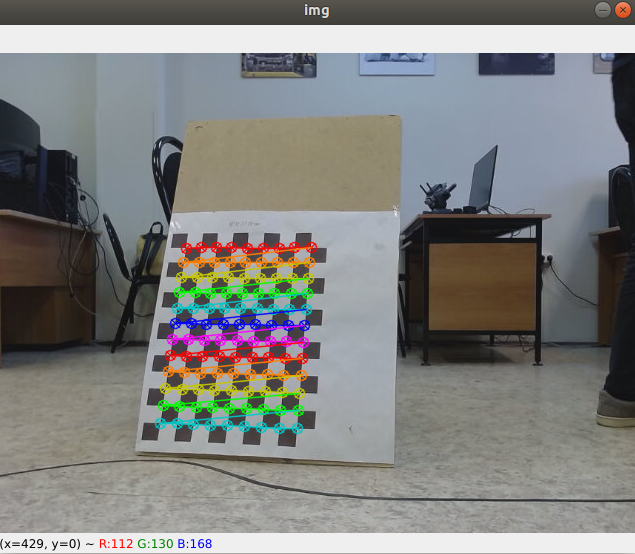 img
(x=429, y=0) ~ R:112 G:130 B:168